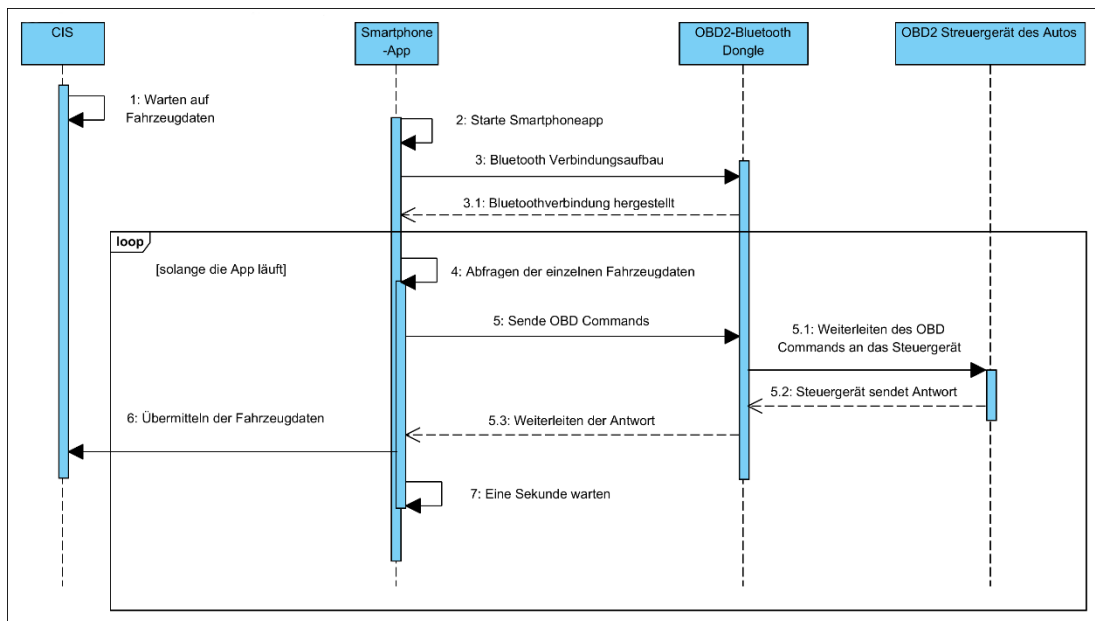 CIS
Smartphone
-App
OBD2-Bluetooth
Dongle
OBD2 Streuergerät des Autos
1: Warten auf
Fahrzeugdaten
2: Starte Smartphoneapp
3: Bluetooth Verbindungsaufbau
3.1: Bluetoothverbindung hergestellt
loop
[solange die App läuft]
4: Abfragen der einzelnen Fahrzeugdaten
5: Sende OBD Commands
5.1: Weiterleiten des OBD
Commands an das Steuergerät
5.2: Steuergerät sendet Antwort
6: Übermitteln der Fahrzeugdaten
5.3: Weiterleiten der Antwort
7: Eine Sekunde warten